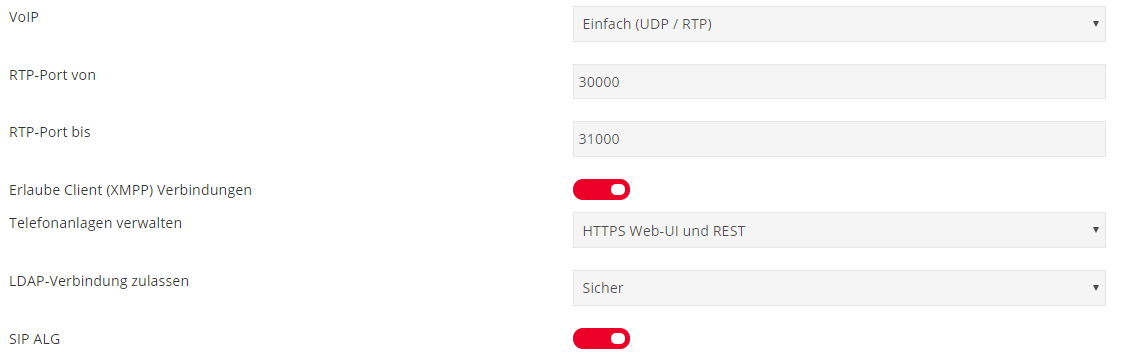 VoIP
Einfach (UDP / RTP)
RTP-Port von
30000
RTP-Port bis
31000
Erlaube Client (XMPP) Verbindungen
Telefonanlagen verwalten
HTTPS Web-UI und REST
LDAP-Verbindung zulassen
Sicher
SIP ALG